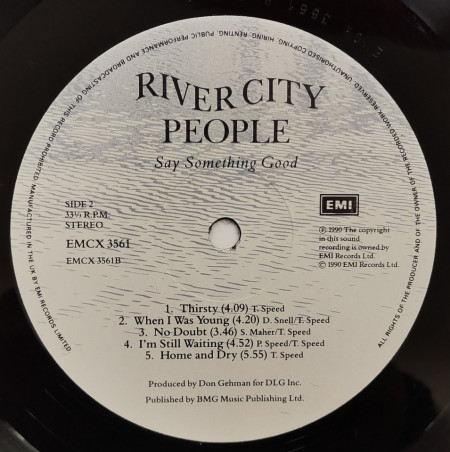 ALL RIGHTS OF THE PRODUCER AND OF THE OWNER OF THE RECORDED WORK RESERVED. UNAUTHORISED COPYING, HIRING, RENTING, PUBLIC PERFORMANCE AND BROADCASTING OF THIS RECORD PROHIBITED. MANUFACTURED IN THE UK BY EMI RECORDS LIMITED
RIVER CITY
PEOPLE
Say Something Good
SIDE 2
33⅓ R.P.M.
STEREO
EMCX 3561
EMCX 3561B
EMI
℗ 1990 The copyright
in this sound
recording is owned by
EMI Records Ltd.
© 1990 EMI Records Ltd.
1. Thirsty (4.09) T. Speed
2. When I Was Young (4.20) D. Snell/T. Speed
3. No Doubt (3.46) S. Maher/T. Speed
4. I'm Still Waiting (4.52) P. Speed/T. Speed
5. Home and Dry (5.55) T. Speed
Produced by Don Gehman for DLG Inc.
Published by BMG Music Publishing Ltd.